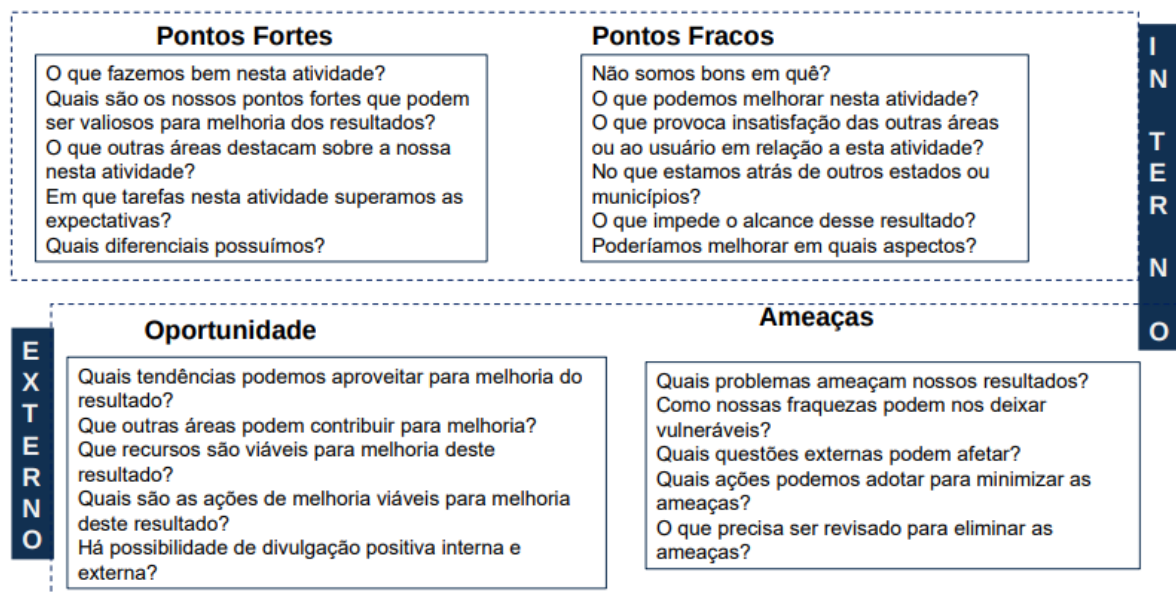 Pontos Fortes
O que fazemos bem nesta atividade?
Quais são os nossos pontos fortes que podem
ser valiosos para melhoria dos resultados?
O que outras áreas destacam sobre a nossa
nesta atividade?
Em que tarefas nesta atividade superamos as
expectativas?
Quais diferenciais possuímos?
Pontos Fracos
Não somos bons em quê?
O que podemos melhorar nesta atividade?
O que provoca insatisfação das outras áreas
ou ao usuário em relação a esta atividade?
No que estamos atrás de outros estados ou
municípios?
O que impede o alcance desse resultado?
Poderíamos melhorar em quais aspectos?
IN TER N O
EXTERNO
Oportunidade
Quais tendências podemos aproveitar para melhoria do
resultado?
Que outras áreas podem contribuir para melhoria?
Que recursos são viáveis para melhoria deste
resultado?
Quais são as ações de melhoria viáveis para melhoria
deste resultado?
Há possibilidade de divulgação positiva interna e
externa?
Ameaças
Quais problemas ameaçam nossos resultados?
Como nossas fraquezas podem nos deixar
vulneráveis?
Quais questões externas podem afetar?
Quais ações podemos adotar para minimizar as
ameaças?
O que precisa ser revisado para eliminar as
ameaças?